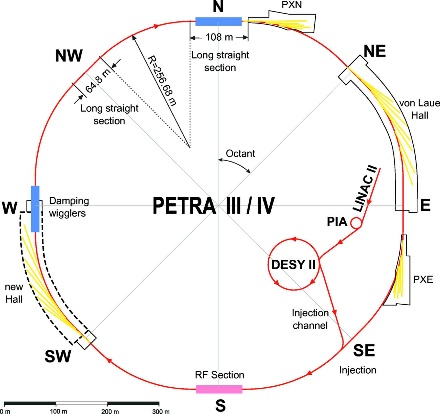 N
PXN
108 m
Long straight
section
NW
64.8 m
R=256.68 m
Long straight
section
NE
von Laue
Hall
Octant
W
Damping
wigglers
PETRA III / IV
LINAC II
E
PIA
DESY II
PXE
new
Hall
Injection
channel
SW
SE
Injection
RF Section
S
0 m
100 m
200 m
300 m